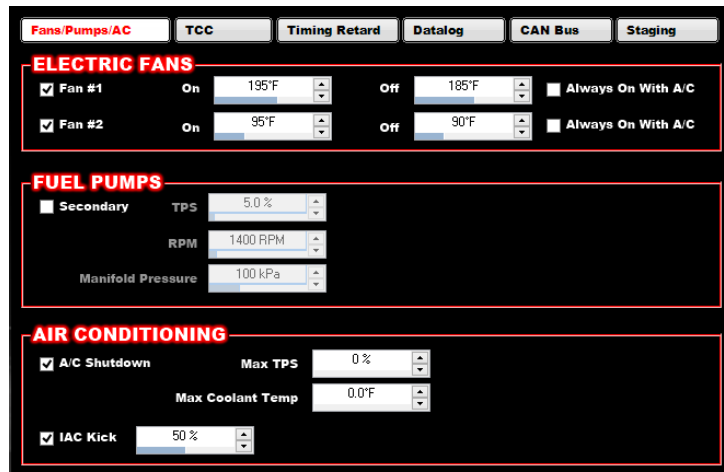 Fans/Pumps/AC TCC Timing Retard Datalog CAN Bus Staging
ELECTRIC FANS
Fan #1 On 195°F Off 185°F Always On With A/C
Fan #2 On 95°F Off 90°F Always On With A/C
FUEL PUMPS
Secondary TPS 5.0 %
RPM 1400 RPM
Manifold Pressure 100 kPa
AIR CONDITIONING
A/C Shutdown Max TPS 0 %
Max Coolant Temp 0.0°F
IAC Kick 50 %